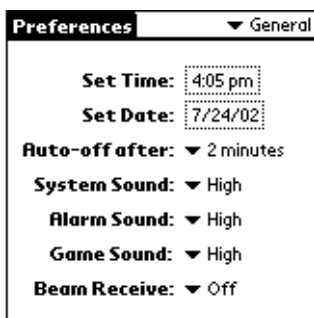 Preferences General
Set Time: 4:05 pm
Set Date: 7/24/02
Auto-off after: 2 minutes
System Sound: High
Alarm Sound: High
Game Sound: High
Beam Receive: Off